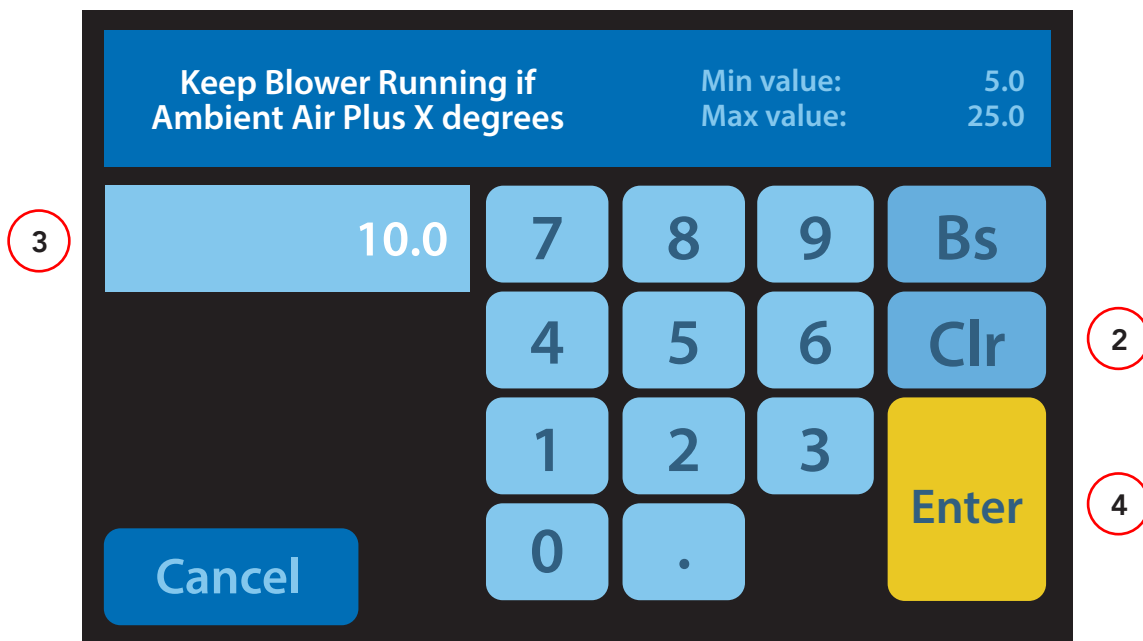 Keep Blower Running if
Ambient Air Plus X degrees
Min value: 5.0
Max value: 25.0
3
10.0
7 8 9 Bs
4 5 6 Clr
2
1 2 3
Enter
4
0 .
Cancel